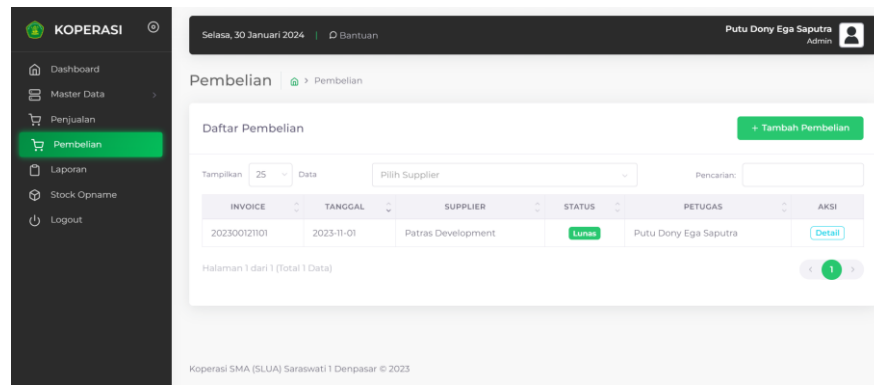 KOPERASI
Dashboard
Master Data
Penjualan
Pembelian
Laporan
Stock Opname
Logout
Selasa, 30 Januari 2024 | Bantuan
Putu Dony Ega Saputra
Admin
Pembelian > Pembelian
Daftar Pembelian
+ Tambah Pembelian
Tampilkan 25 Data Pilih Supplier Pencarian:
INVOICE TANGGAL SUPPLIER STATUS PETUGAS AKSI
202300121101 2023-11-01 Patras Development Lunas Putu Dony Ega Saputra Detail
Halaman 1 dari 1 (Total 1 Data)
1
Koperasi SMA (SLUA) Saraswati 1 Denpasar © 2023